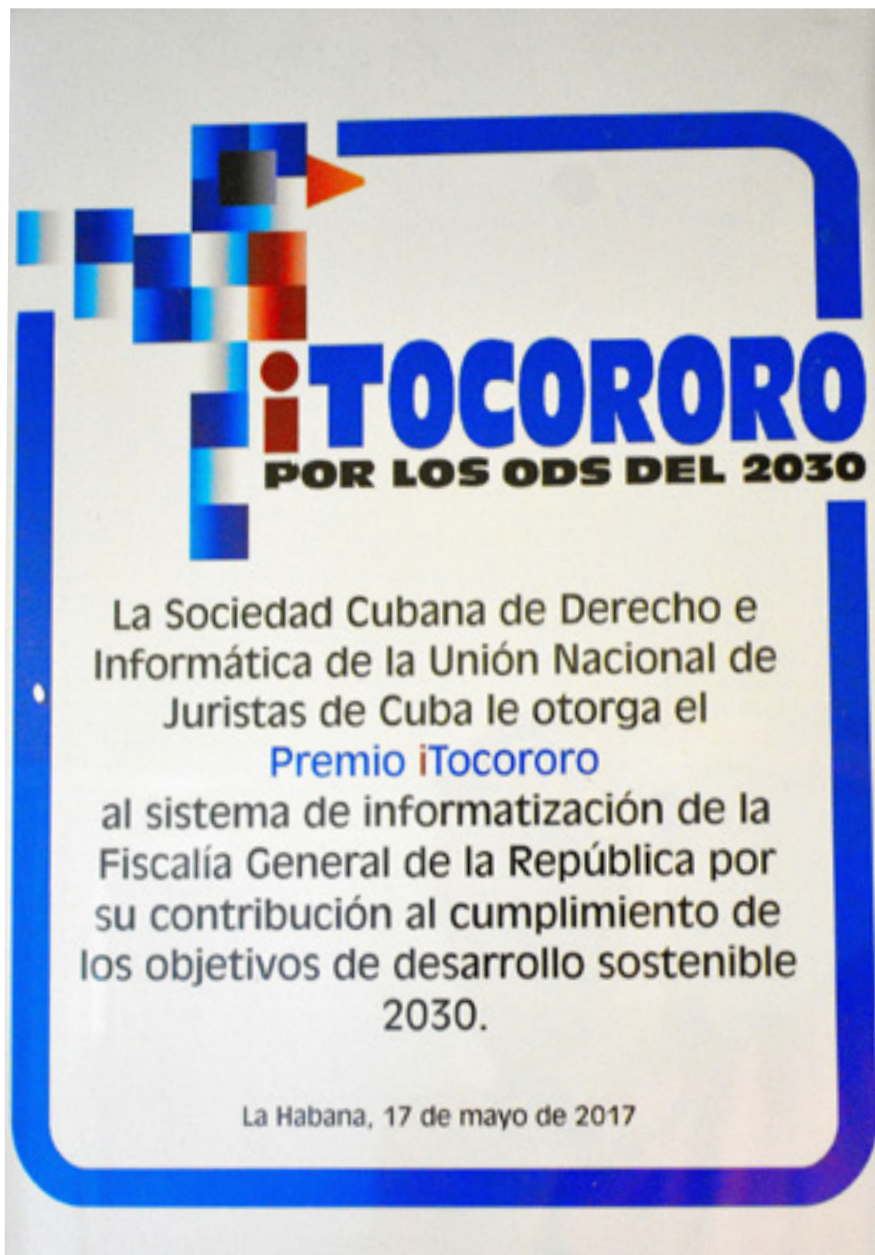 iTOCORORO
POR LOS ODS DEL 2030
La Sociedad Cubana de Derecho e
Informática de la Unión Nacional de
Juristas de Cuba le otorga el
Premio iTocororo
al sistema de informatización de la
Fiscalía General de la República por
su contribución al cumplimiento de
los objetivos de desarrollo sostenible
2030.
La Habana, 17 de mayo de 2017